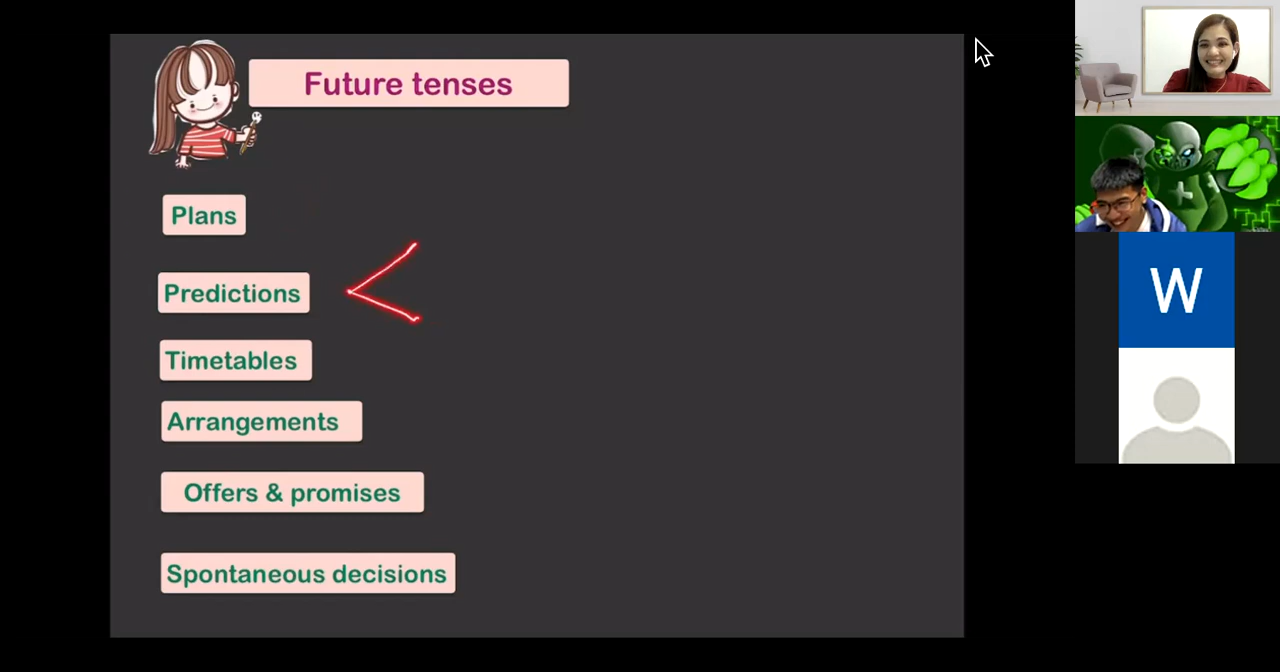 Future tenses
Plans
Predictions
Timetables
Arrangements
Offers & promises
Spontaneous decisions
W